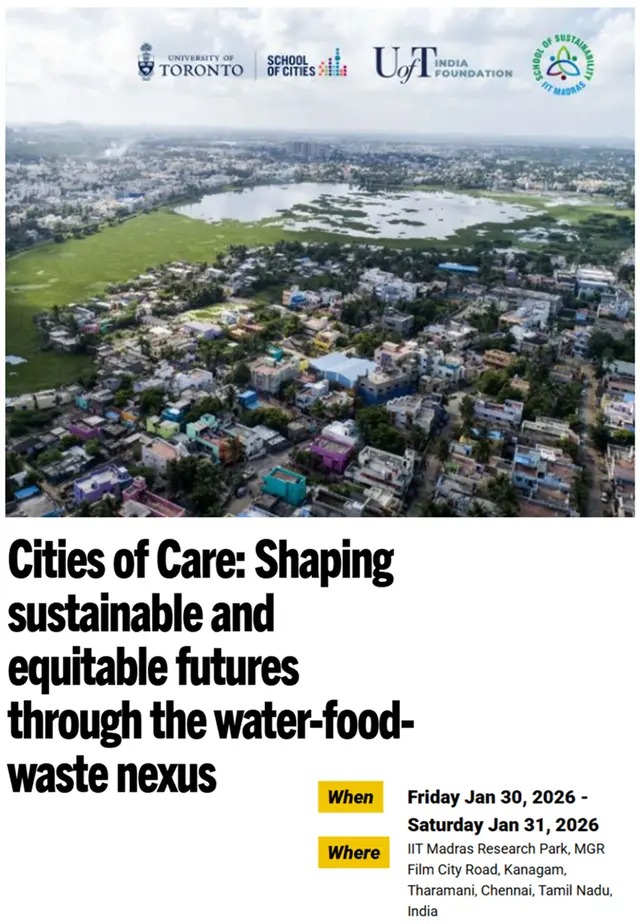 UNIVERSITY OF
TORONTO
SCHOOL
OF CITIES
UofT INDIA
FOUNDATION
SCHOOL OF SUSTAINABILITY
IIT MADRAS
Cities of Care: Shaping
sustainable and
equitable futures
through the water-food-
waste nexus
When
Friday Jan 30, 2026 -
Saturday Jan 31, 2026
Where
IIT Madras Research Park, MGR
Film City Road, Kanagam,
Tharamani, Chennai, Tamil Nadu,
India